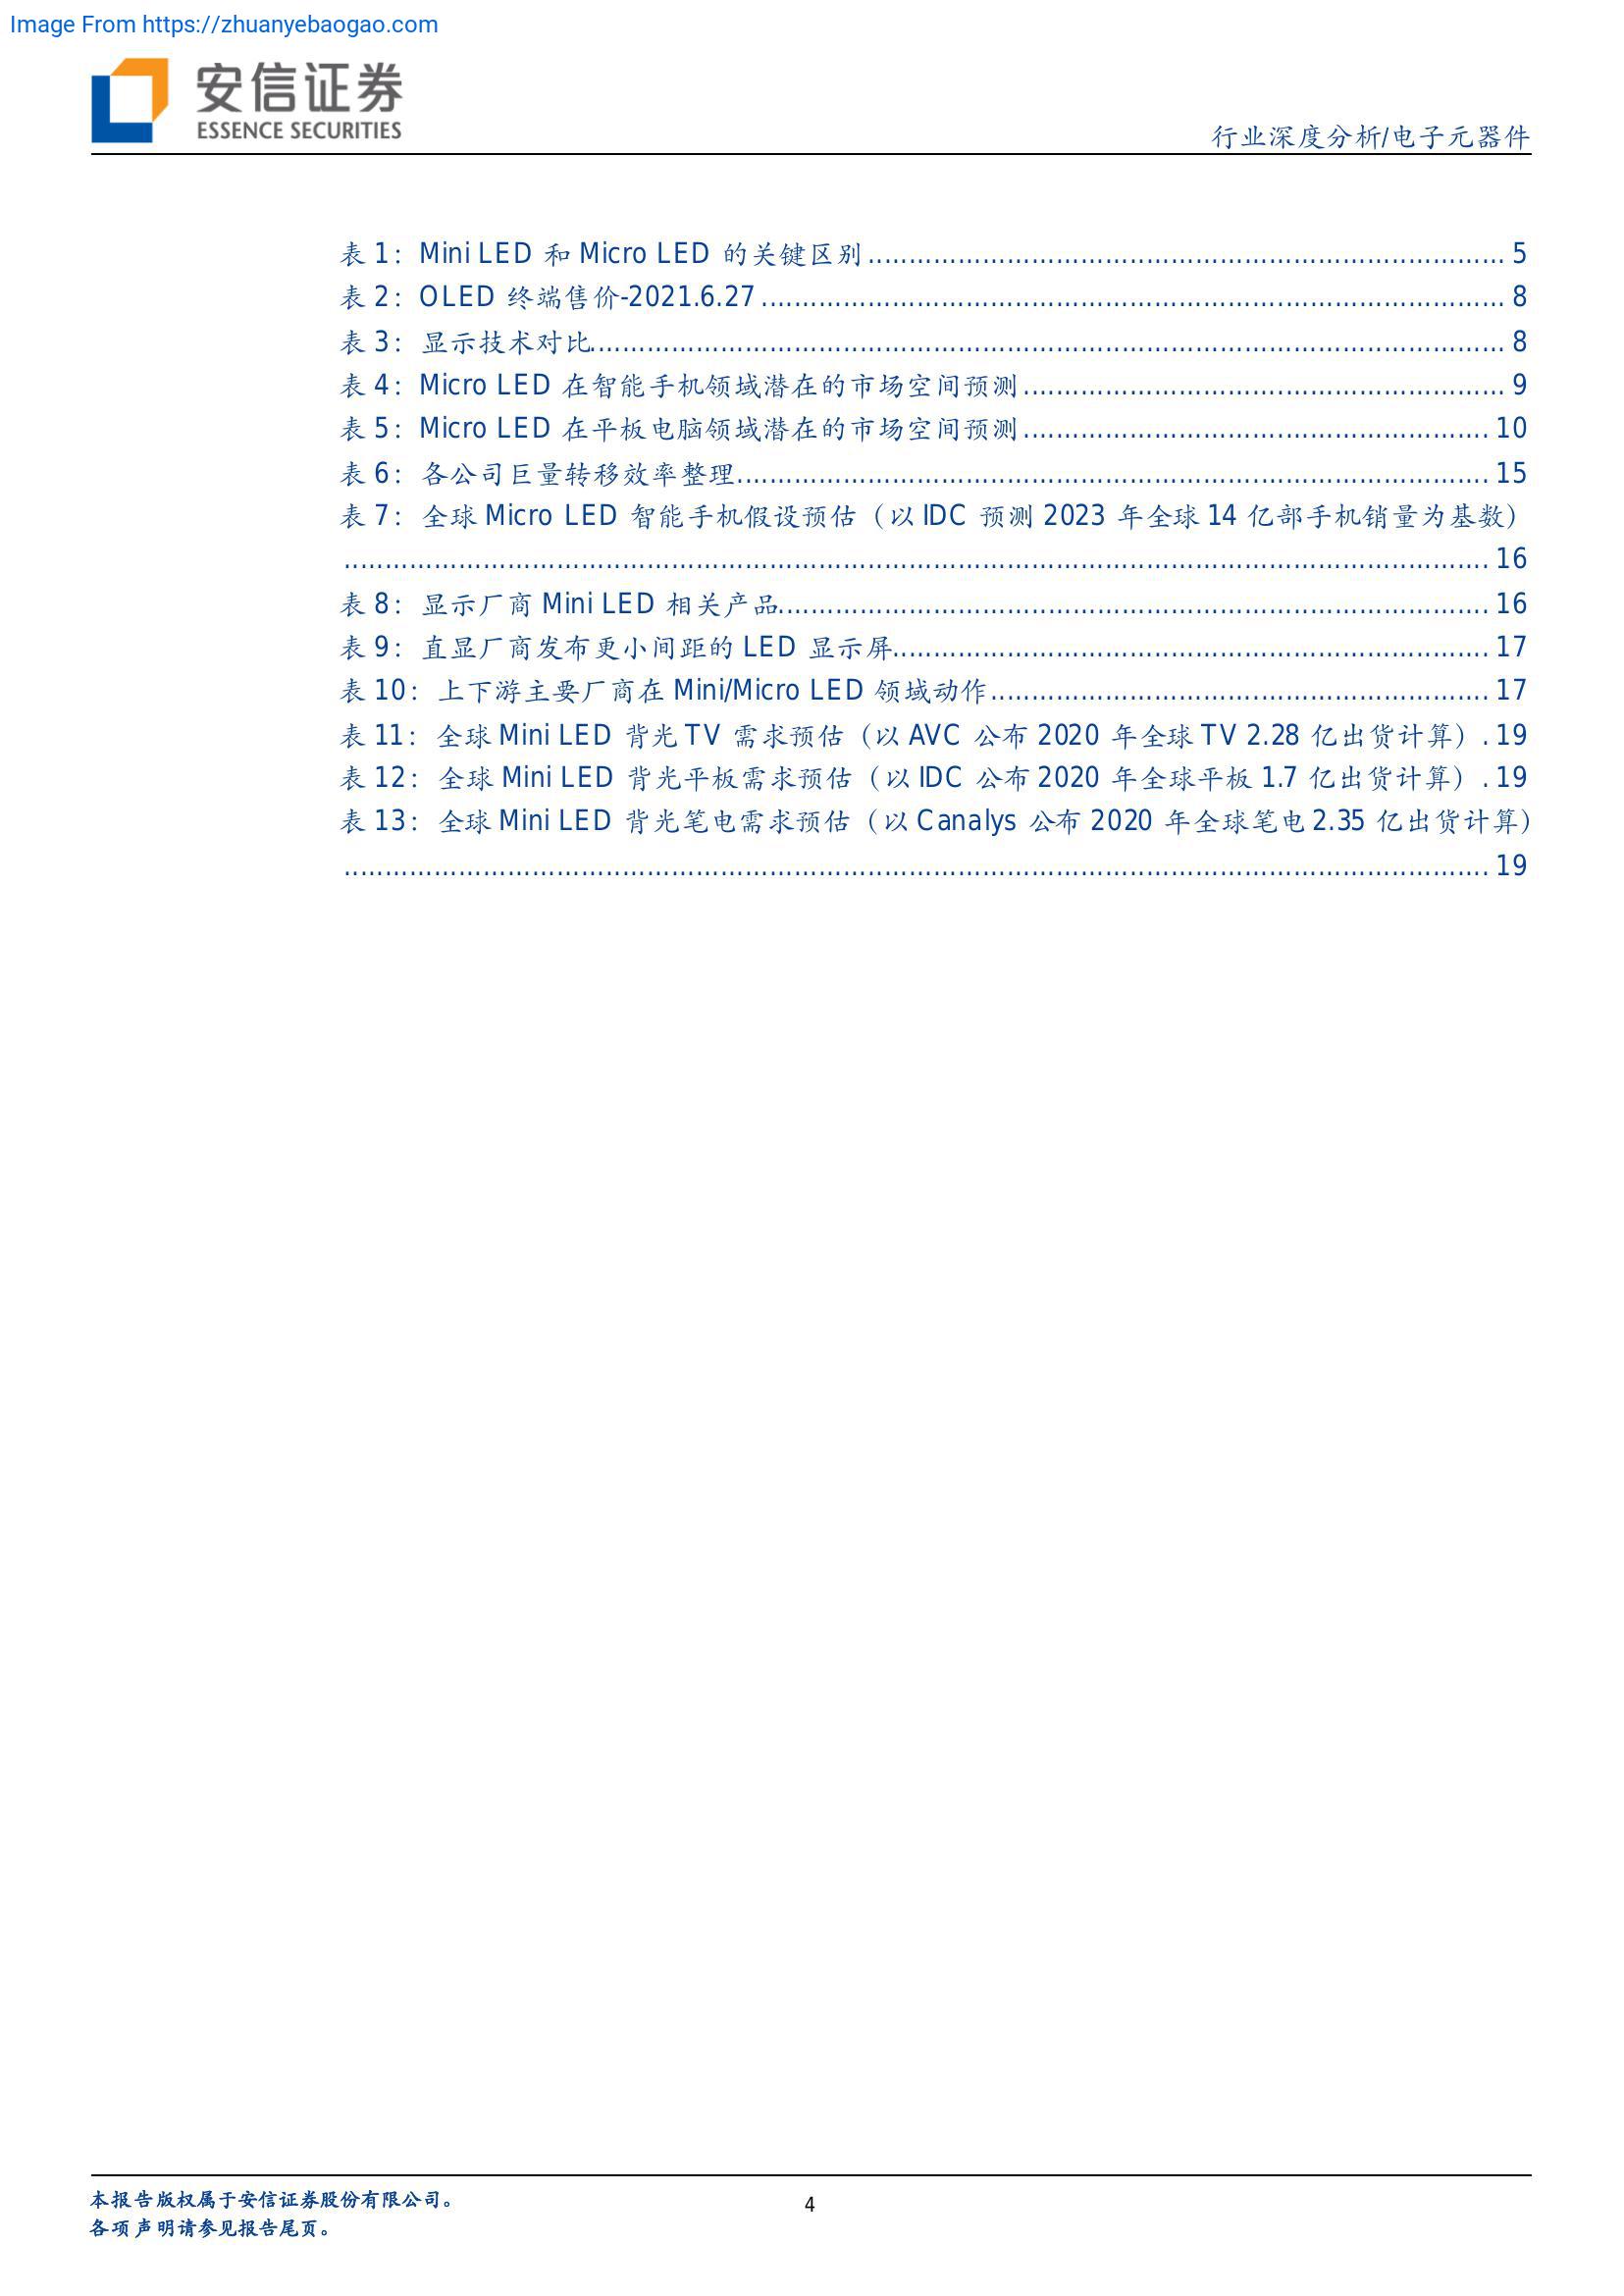 Image From https://zhuanyebaogao.com
安信证券
ESSENCE SECURITIES
行业深度分析/电子元器件
表 1：Mini LED 和 Micro LED 的关键区别........................................ 5
表 2：OLED 终端售价-2021.6.27........................................ 8
表 3：显示技术对比........................................ 8
表 4：Micro LED 在智能手机领域潜在的市场空间预测........................................ 9
表 5：Micro LED 在平板电脑领域潜在的市场空间预测........................................ 10
表 6：各公司巨量转移效率整理........................................ 15
表 7：全球 Micro LED 智能手机假设预估（以 IDC 预测 2023 年全球 14 亿部手机销量为基数）
........................................ 16
表 8：显示厂商 Mini LED 相关产品........................................ 16
表 9：直显厂商发布更小间距的 LED 显示屏........................................ 17
表 10：上下游主要厂商在 Mini/Micro LED 领域动作........................................ 17
表 11：全球 Mini LED 背光 TV 需求预估（以 AVC 公布 2020 年全球 TV 2.28 亿出货计算）. 19
表 12：全球 Mini LED 背光平板需求预估（以 IDC 公布 2020 年全球平板 1.7 亿出货计算）. 19
表 13：全球 Mini LED 背光笔电需求预估（以 Canalys 公布 2020 年全球笔电 2.35 亿出货计算）
........................................ 19
本报告版权属于安信证券股份有限公司。
4
各项声明请参见报告尾页。